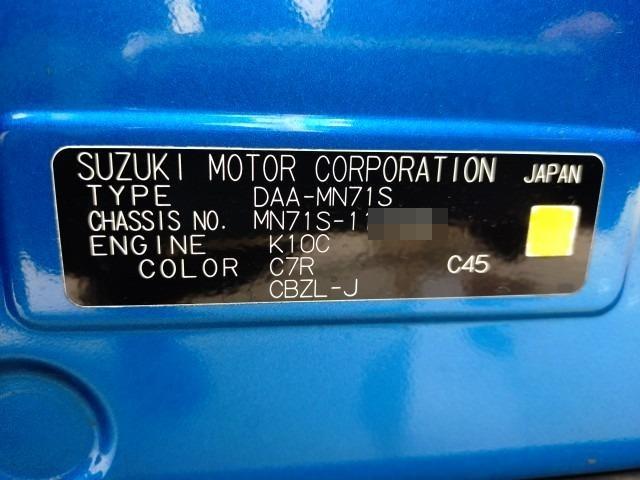 SUZUKI MOTOR CORPORATION JAPAN
TYPE DAA-MN71S
CHASSIS NO. MN71S-11
ENGINE K10C
COLOR C7R C45
CBZL-J